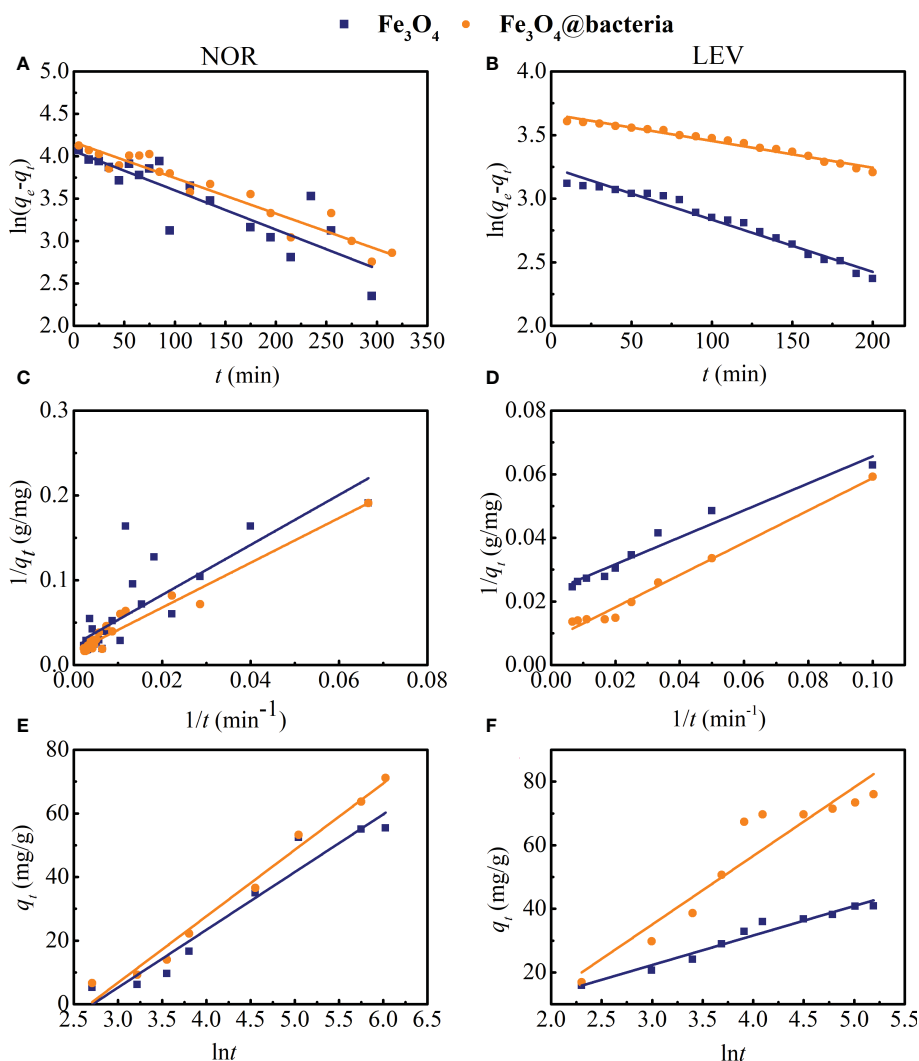 Fe₃O₄ Fe₃O₄@bacteria
A NOR
5.0
4.5
4.0
3.5
3.0
2.5
2.0
ln(qₑ-qₜ)
0 50 100 150 200 250 300 350
t (min)
B LEV
4.0
3.5
3.0
2.5
2.0
ln(qₑ-qₜ)
0 50 100 150 200
t (min)
C
0.3
0.2
0.1
0.0
1/qₜ (g/mg)
0.00 0.02 0.04 0.06 0.08
1/t (min⁻¹)
D
0.08
0.06
0.04
0.02
0.00
1/qₜ (g/mg)
0.00 0.02 0.04 0.06 0.08 0.10
1/t (min⁻¹)
E
80
60
40
20
0
qₜ (mg/g)
2.5 3.0 3.5 4.0 4.5 5.0 5.5 6.0 6.5
lnt
F
80
60
40
20
qₜ (mg/g)
2.0 2.5 3.0 3.5 4.0 4.5 5.0 5.5
lnt